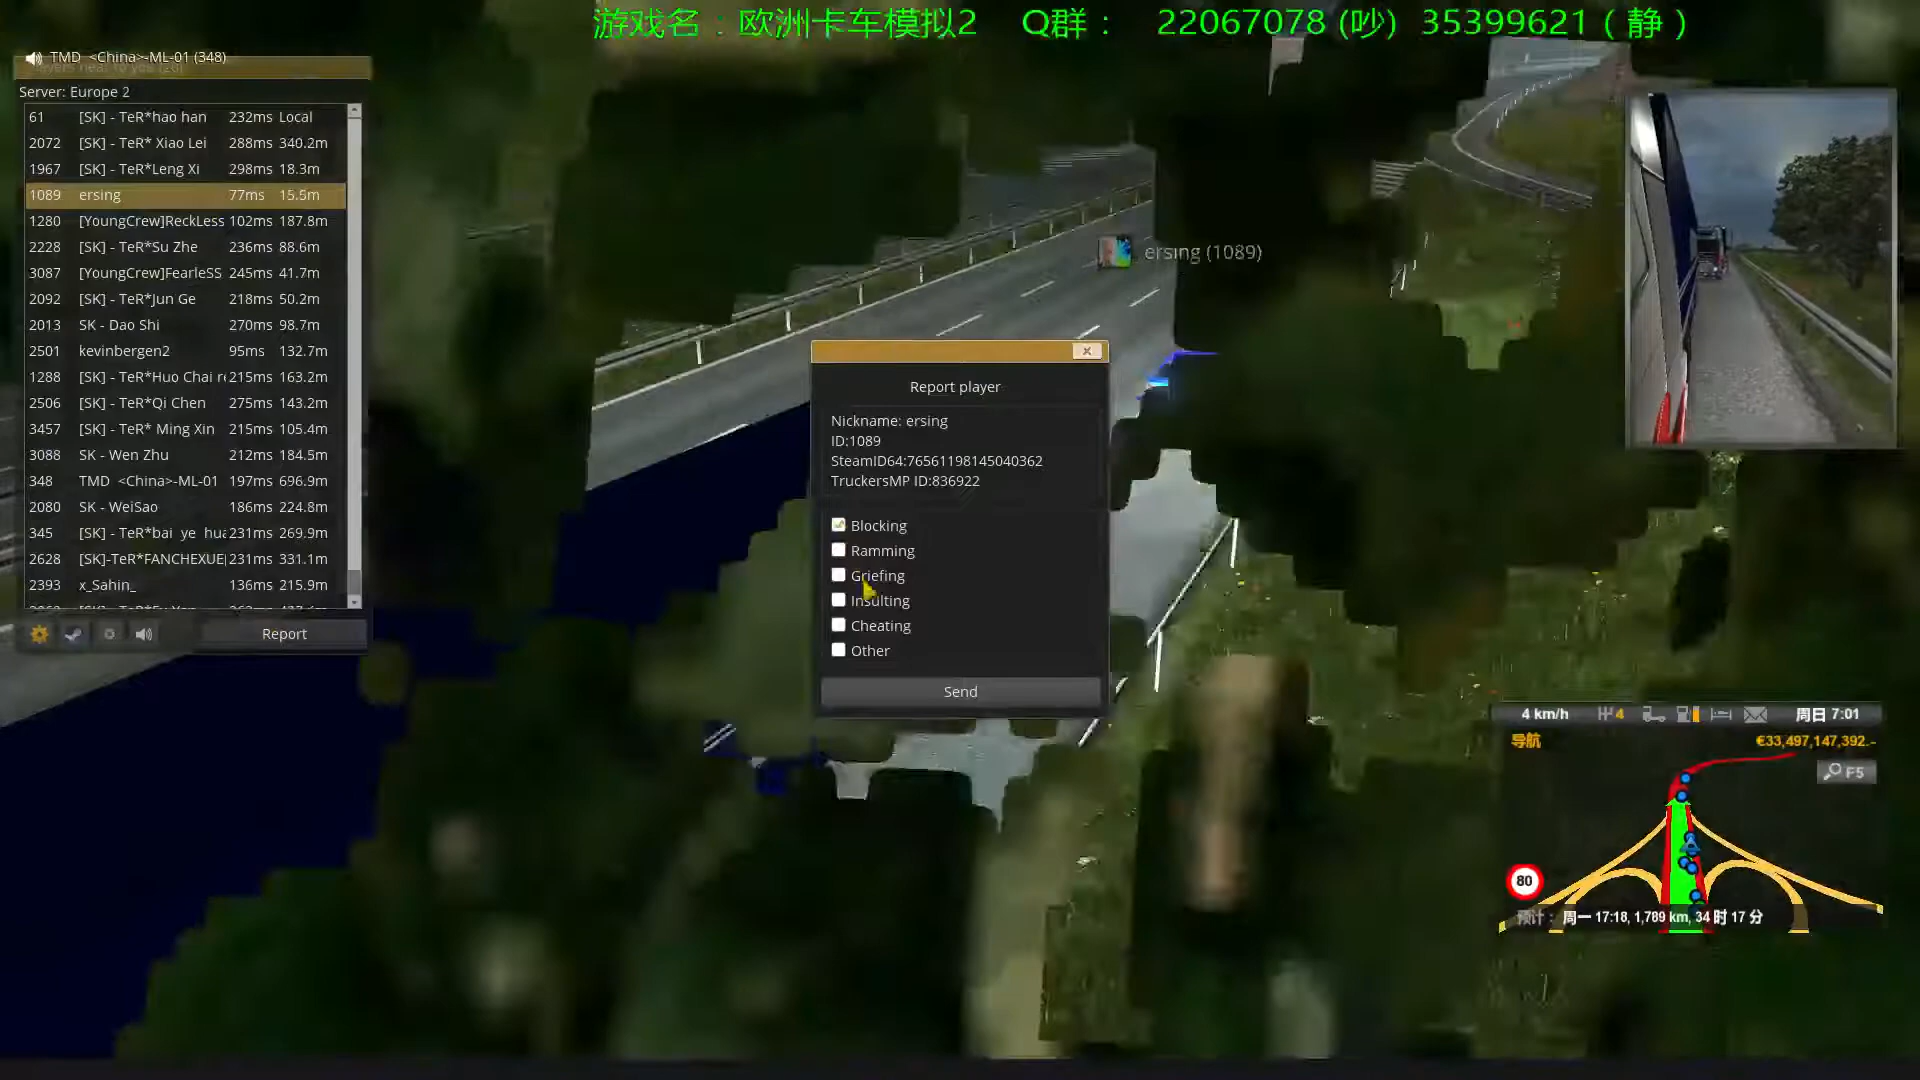 游戏名：欧洲卡车模拟2 Q群： 22067078 (吵) 35399621 ( 静 )
TMD <China>-ML-01 (348)
Server: Europe 2
61 [SK] - TeR*hao han 232ms Local
2072 [SK] - TeR* Xiao Lei 288ms 340.2m
1967 [SK] - TeR*Leng Xi 298ms 18.3m
1089 ersing 77ms 15.5m
1280 [YoungCrew]ReckLess 102ms 187.8m
2228 [SK] - TeR*Su Zhe 236ms 88.6m
3087 [YoungCrew]FearleSS 245ms 41.7m
2092 [SK] - TeR*Jun Ge 218ms 50.2m
2013 SK - Dao Shi 270ms 98.7m
2501 kevinbergen2 95ms 132.7m
1288 [SK] - TeR*Huo Chai r 215ms 163.2m
2506 [SK] - TeR*Qi Chen 275ms 143.2m
3457 [SK] - TeR* Ming Xin 215ms 105.4m
3088 SK - Wen Zhu 212ms 184.5m
348 TMD <China>-ML-01 197ms 696.9m
2080 SK - WeiSao 186ms 224.8m
345 [SK] - TeR*bai ye hua 231ms 269.9m
2628 [SK]-TeR*FANCHEXUE 231ms 331.1m
2393 x_Sahin_ 136ms 215.9m
Report
ersing (1089)
Report player
Nickname: ersing
ID:1089
SteamID64:76561198145040362
TruckersMP ID:836922
Blocking
Ramming
Griefing
Insulting
Cheating
Other
Send
4 km/h 4 周日 7:01
导航 €33,497,147,392.-
F5
80
预计： 周一 17:18, 1,789 km, 34 时 17 分